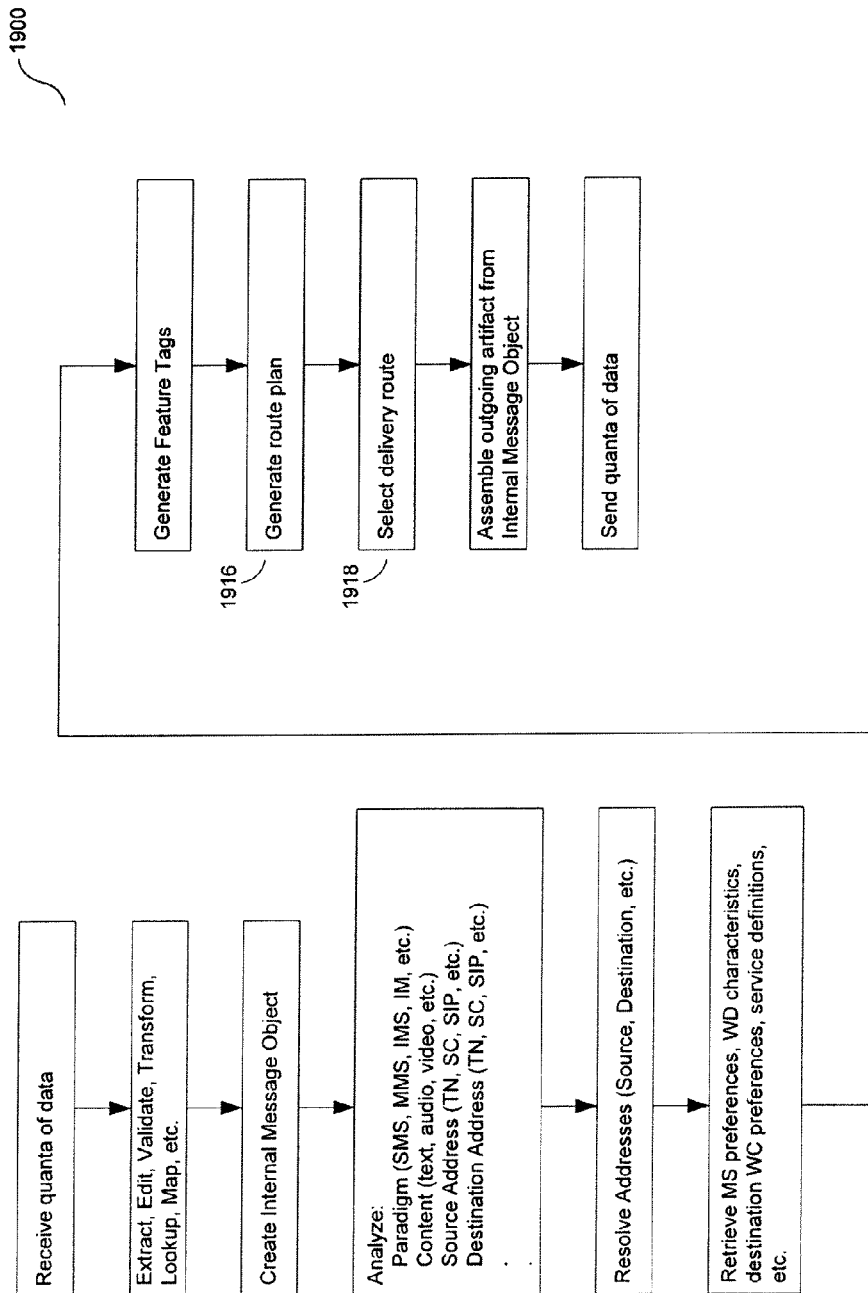 1900
Receive quanta of data
Extract, Edit, Validate, Transform,
Lookup, Map, etc.
Create Internal Message Object
Analyze:
Paradigm (SMS, MMS, IMS, IM, etc.)
Content (text, audio, video, etc.)
Source Address (TN, SC, SIP, etc.)
Destination Address (TN, SC, SIP, etc.)
. .
Resolve Addresses (Source, Destination, etc.)
Retrieve MS preferences, WD characteristics,
destination WC preferences, service definitions,
etc.
Generate Feature Tags
1916
Generate route plan
1918
Select delivery route
Assemble outgoing artifact from
Internal Message Object
Send quanta of data